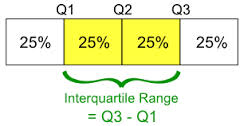 Q1 Q2 Q3
25% 25% 25% 25%
Interquartile Range
= Q3 - Q1